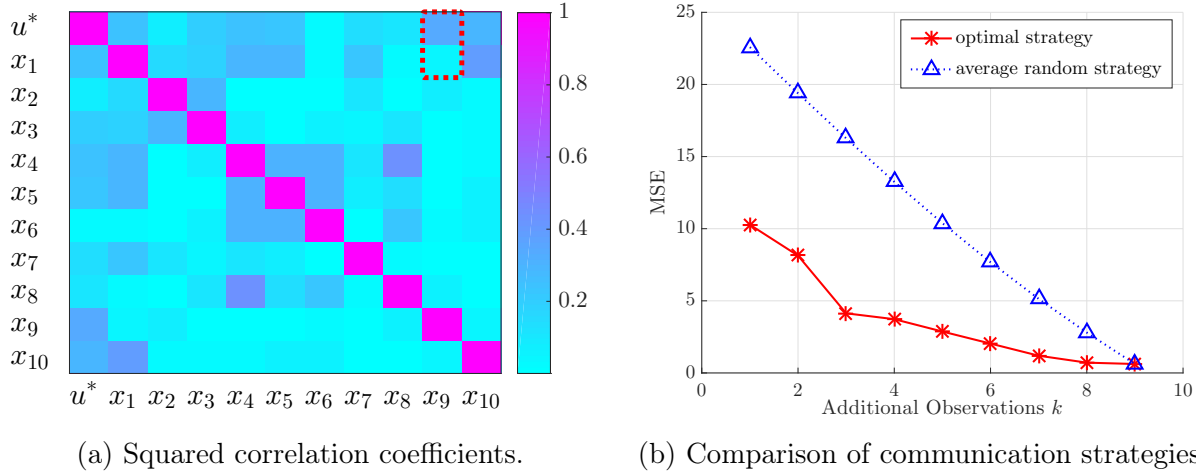 u*
x1
x2
x3
x4
x5
x6
x7
x8
x9
x10
u* x1 x2 x3 x4 x5 x6 x7 x8 x9 x10
1
0.8
0.6
0.4
0.2
(a) Squared correlation coefficients.
25
20
15
10
5
0
MSE
optimal strategy
average random strategy
0 2 4 6 8 10
Additional Observations k
(b) Comparison of communication strategies